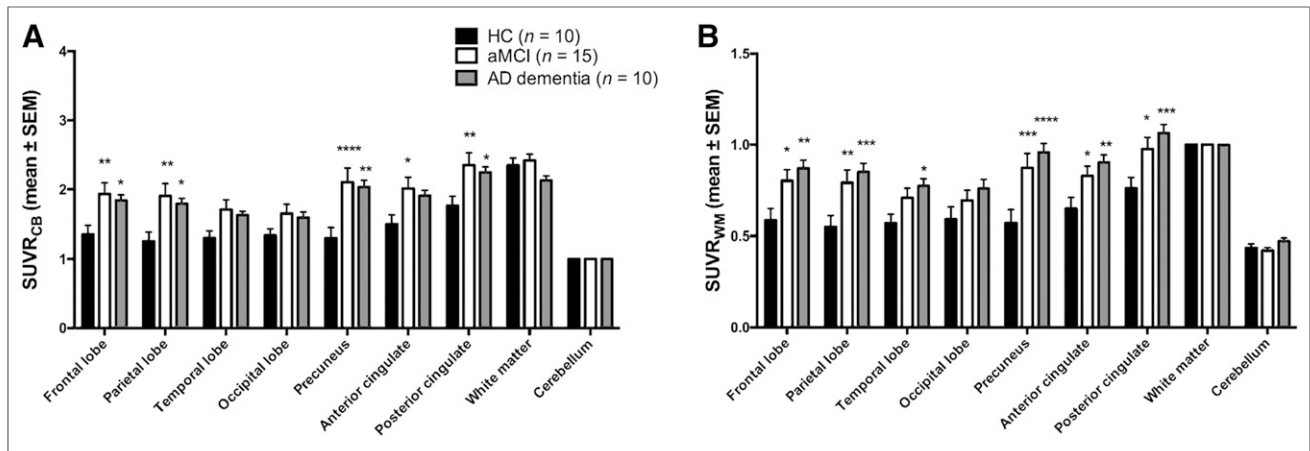 A
HC (n = 10)
aMCI (n = 15)
AD dementia (n = 10)
SUVRCB (mean ± SEM)
4
3
2
1
0
** *
** *
**** **
*
** *
Frontal lobe
Parietal lobe
Temporal lobe
Occipital lobe
Precuneus
Anterior cingulate
Posterior cingulate
White matter
Cerebellum
B
SUVRWM (mean ± SEM)
1.5
1.0
0.5
0.0
* **
** ***
*
*** ****
* **
* ***
Frontal lobe
Parietal lobe
Temporal lobe
Occipital lobe
Precuneus
Anterior cingulate
Posterior cingulate
White matter
Cerebellum